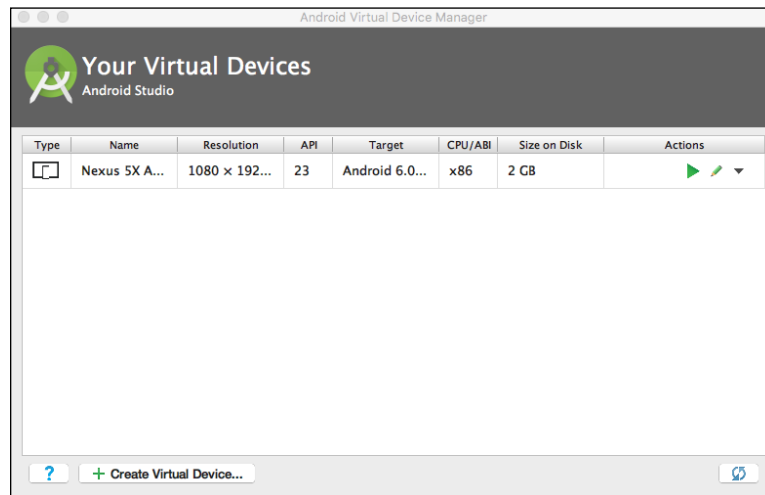 Android Virtual Device Manager
Your Virtual Devices
Android Studio
Type Name Resolution API Target CPU/ABI Size on Disk Actions
Nexus 5X A... 1080 × 192... 23 Android 6.0... x86 2 GB
? + Create Virtual Device...